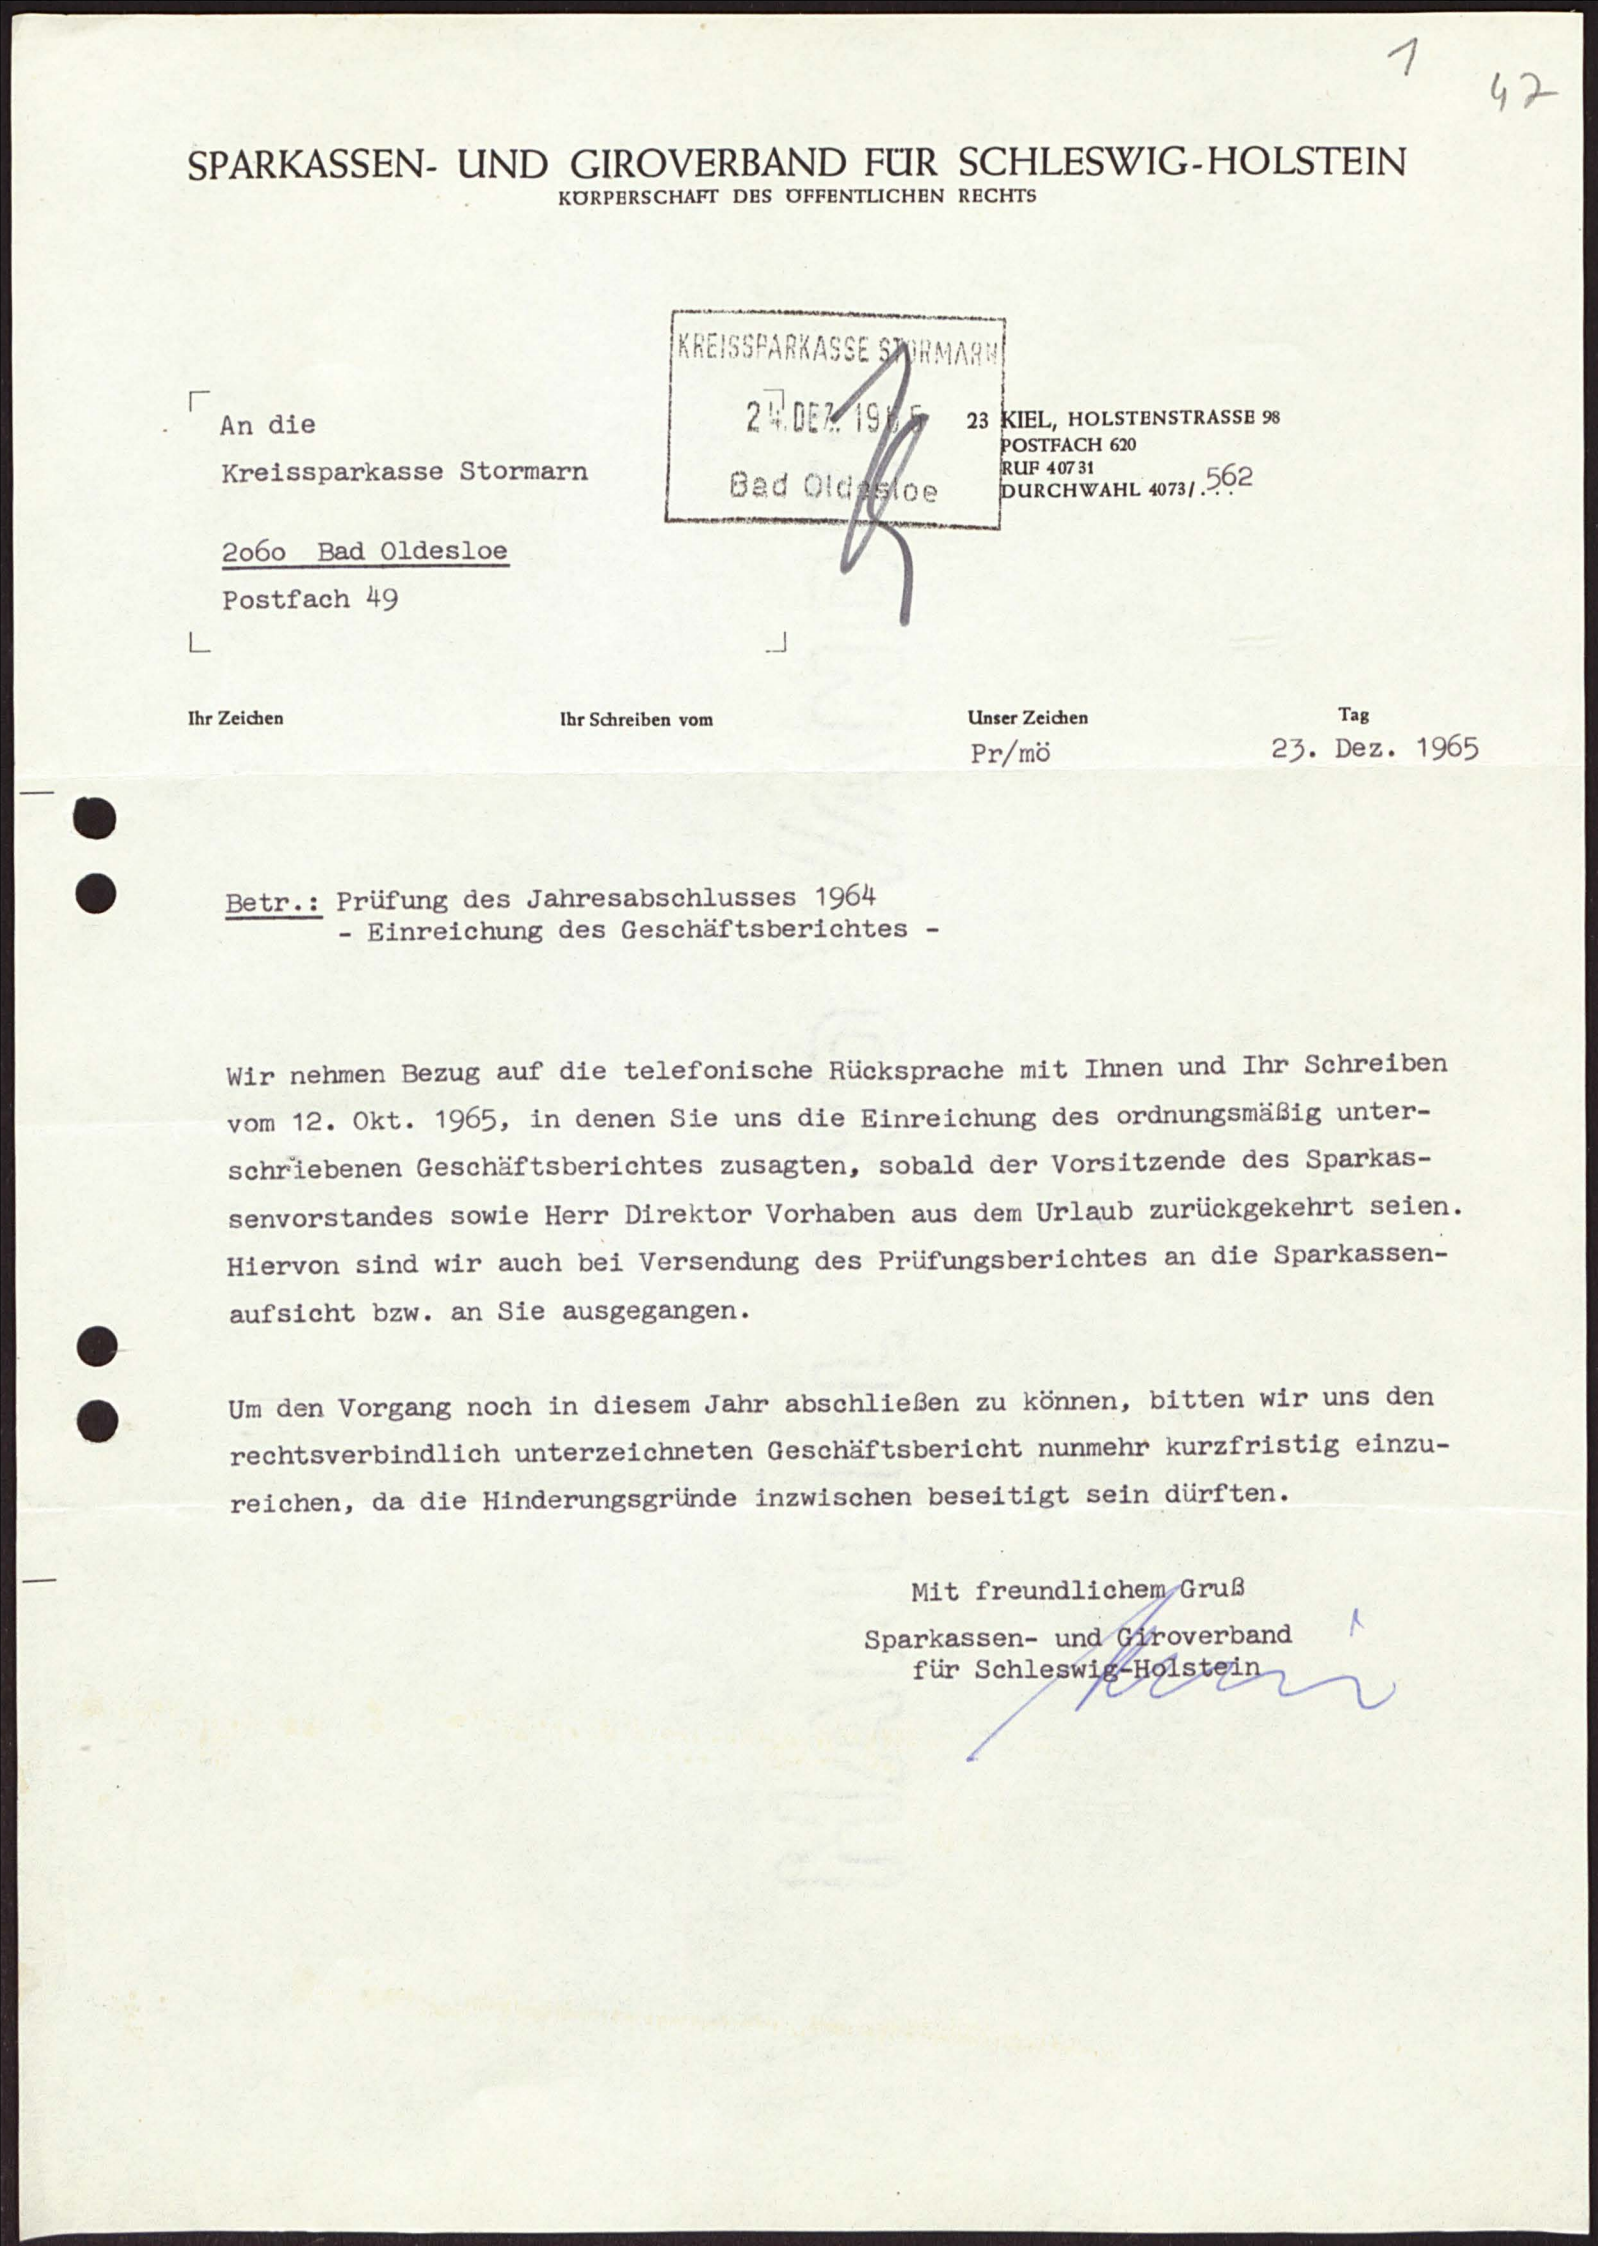 1
47
SPARKASSEN- UND GIROVERBAND FÜR SCHLESWIG-HOLSTEIN
KÖRPERSCHAFT DES ÖFFENTLICHEN RECHTS
KREISSPARKASSE STORMARN
24. DEZ. 1965
Bad Oldesloe
An die
Kreissparkasse Stormarn
2o6o Bad Oldesloe
Postfach 49
23 KIEL, HOLSTENSTRASSE 98
POSTFACH 620
RUF 40731
DURCHWAHL 4073/.562
Ihr Zeichen
Ihr Schreiben vom
Unser Zeichen
Tag
Pr/mö
23. Dez. 1965
Betr.: Prüfung des Jahresabschlusses 1964
- Einreichung des Geschäftsberichtes -
Wir nehmen Bezug auf die telefonische Rücksprache mit Ihnen und Ihr Schreiben
vom 12. Okt. 1965, in denen Sie uns die Einreichung des ordnungsmäßig unter-
schriebenen Geschäftsberichtes zusagten, sobald der Vorsitzende des Sparkas-
senvorstandes sowie Herr Direktor Vorhaben aus dem Urlaub zurückgekehrt seien.
Hiervon sind wir auch bei Versendung des Prüfungsberichtes an die Sparkassen-
aufsicht bzw. an Sie ausgegangen.
Um den Vorgang noch in diesem Jahr abschließen zu können, bitten wir uns den
rechtsverbindlich unterzeichneten Geschäftsbericht nunmehr kurzfristig einzu-
reichen, da die Hinderungsgründe inzwischen beseitigt sein dürften.
Mit freundlichem Gruß
Sparkassen- und Giroverband
für Schleswig-Holstein